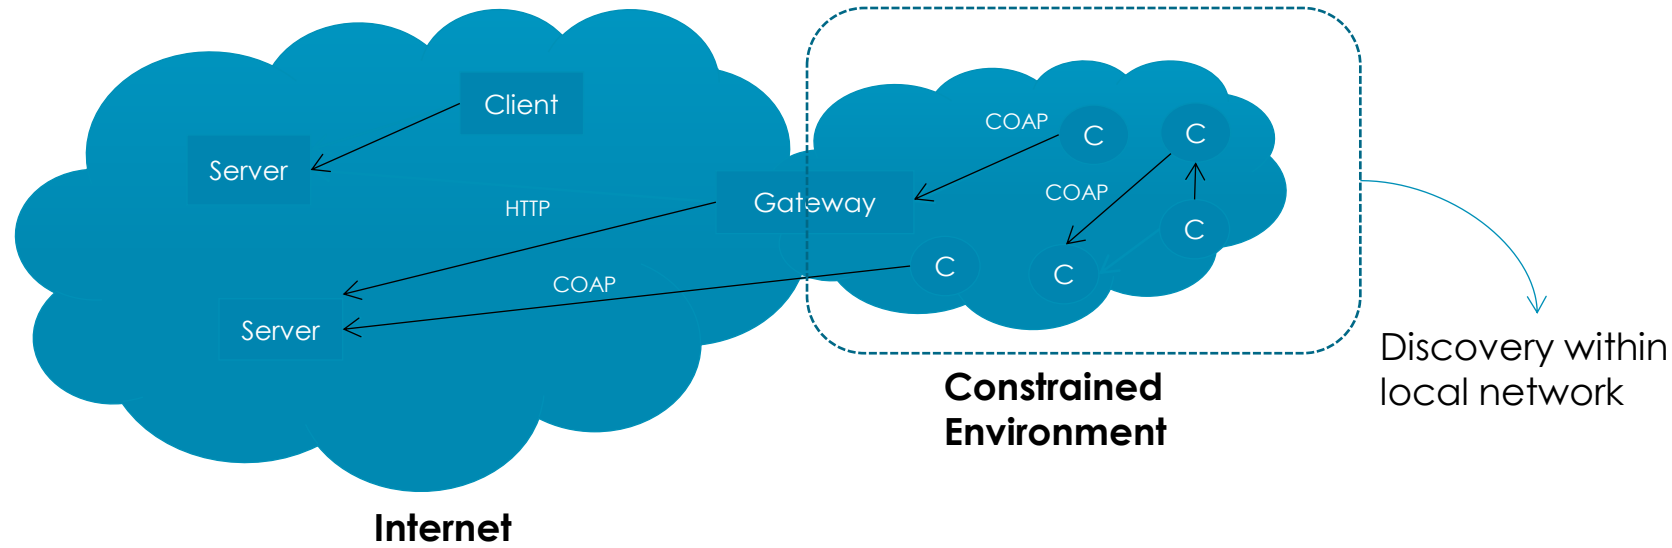 Client
Server
HTTP
Gateway
COAP
C
C
COAP
C
C
C
COAP
Server
Constrained
Environment
Discovery within
local network
Internet